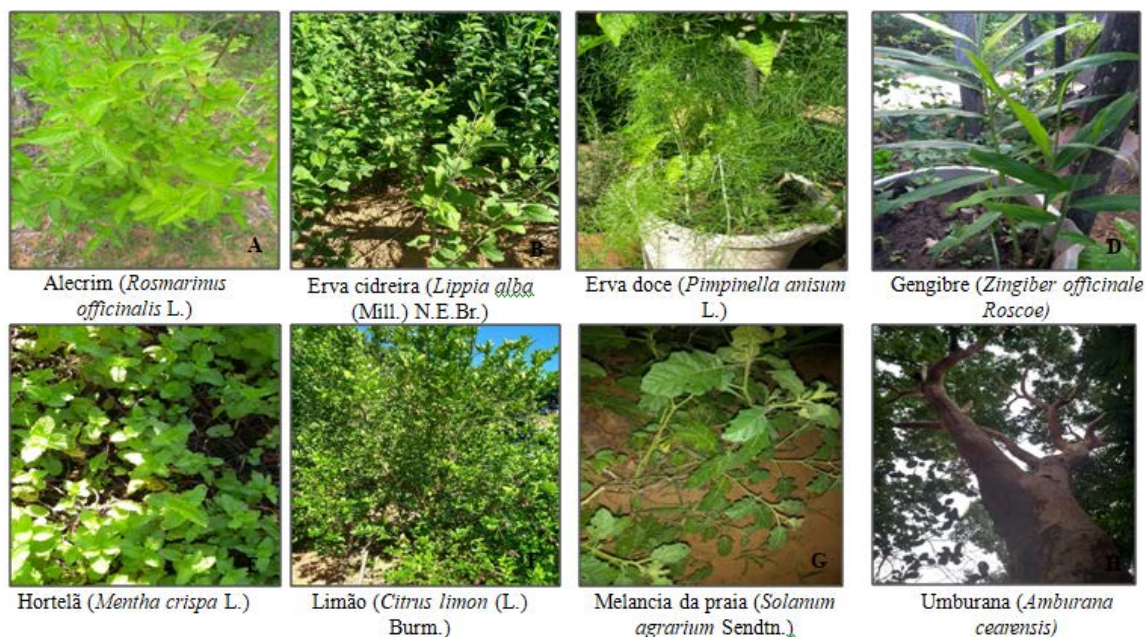 A
B
D
Alecrim (Rosmarinus
officinalis L.)
Erva cidreira (Lippia alba
(Mill.) N.E.Br.)
Erva doce (Pimpinella anisum
L.)
Gengibre (Zingiber officinale
Roscoe)
E
F
G
H
Hortelã (Mentha crispa L.)
Limão (Citrus limon (L.)
Burm.)
Melancia da praia (Solanum
agrarium Sendtn.)
Umburana (Amburana
cearensis)